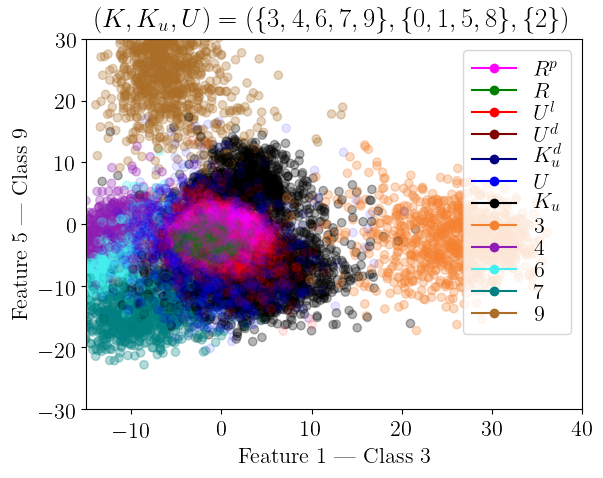 (K, K_u, U) = ({3, 4, 6, 7, 9}, {0, 1, 5, 8}, {2})
Feature 5 — Class 9
30
20
10
0
−10
−20
−30
−10
0
10
20
30
40
Feature 1 — Class 3
R^p
R
U^l
U^d
K_u^d
U
K_u
3
4
6
7
9